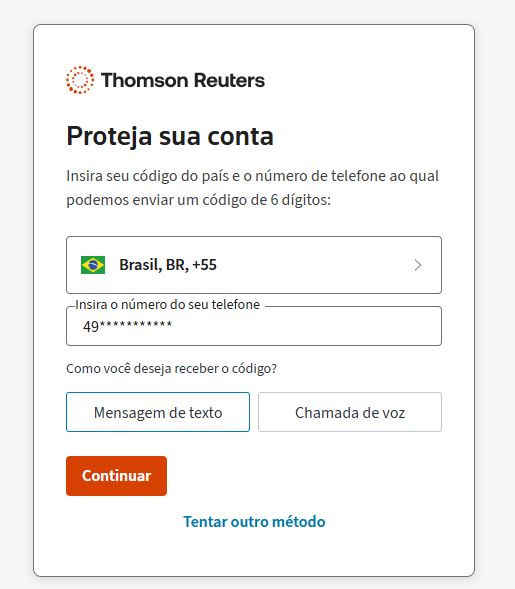 Thomson Reuters
Proteja sua conta
Insira seu código do país e o número de telefone ao qual
podemos enviar um código de 6 dígitos:
Brasil, BR, +55
Insira o número do seu telefone
49***********
Como você deseja receber o código?
Mensagem de texto
Chamada de voz
Continuar
Tentar outro método